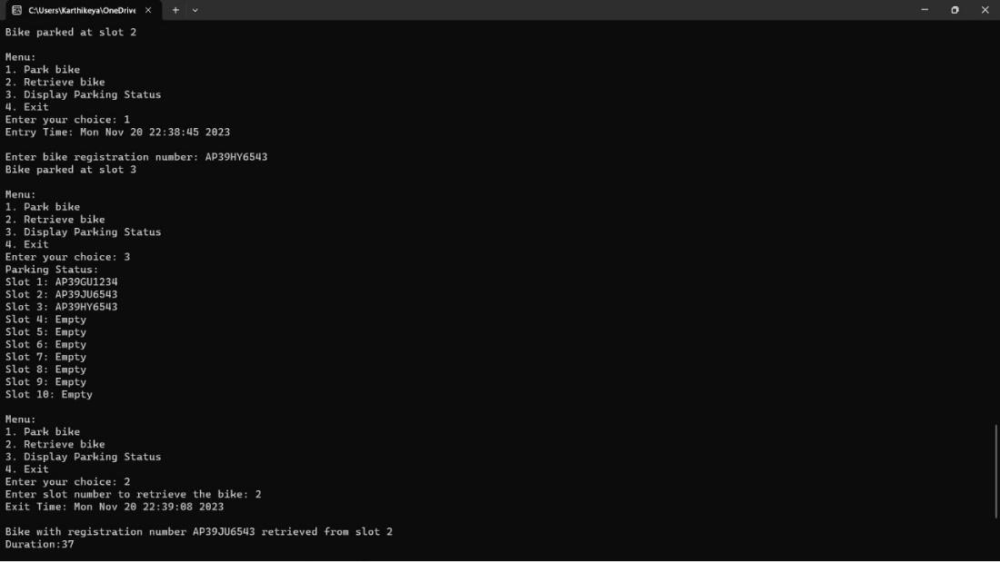 C:\Users\Karthikeya\OneDrive
Bike parked at slot 2
Menu:
1. Park bike
2. Retrieve bike
3. Display Parking Status
4. Exit
Enter your choice: 1
Entry Time: Mon Nov 20 22:38:45 2023
Enter bike registration number: AP39HY6543
Bike parked at slot 3
Menu:
1. Park bike
2. Retrieve bike
3. Display Parking Status
4. Exit
Enter your choice: 3
Parking Status:
Slot 1: AP39GU1234
Slot 2: AP39JU6543
Slot 3: AP39HY6543
Slot 4: Empty
Slot 5: Empty
Slot 6: Empty
Slot 7: Empty
Slot 8: Empty
Slot 9: Empty
Slot 10: Empty
Menu:
1. Park bike
2. Retrieve bike
3. Display Parking Status
4. Exit
Enter your choice: 2
Enter slot number to retrieve the bike: 2
Exit Time: Mon Nov 20 22:39:08 2023
Bike with registration number AP39JU6543 retrieved from slot 2
Duration:37